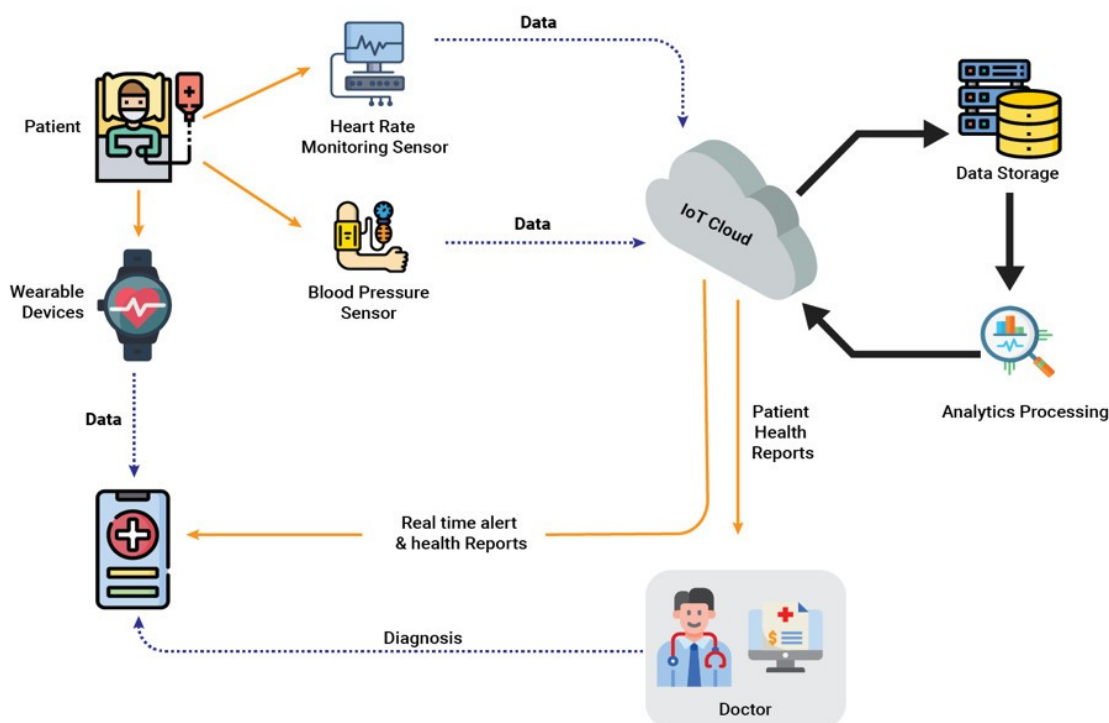 Data
Patient
Heart Rate
Monitoring Sensor
Data Storage
IoT Cloud
Data
Wearable
Devices
Blood Pressure
Sensor
Data
Analytics Processing
Patient
Health
Reports
Real time alert
& health Reports
Diagnosis
Doctor